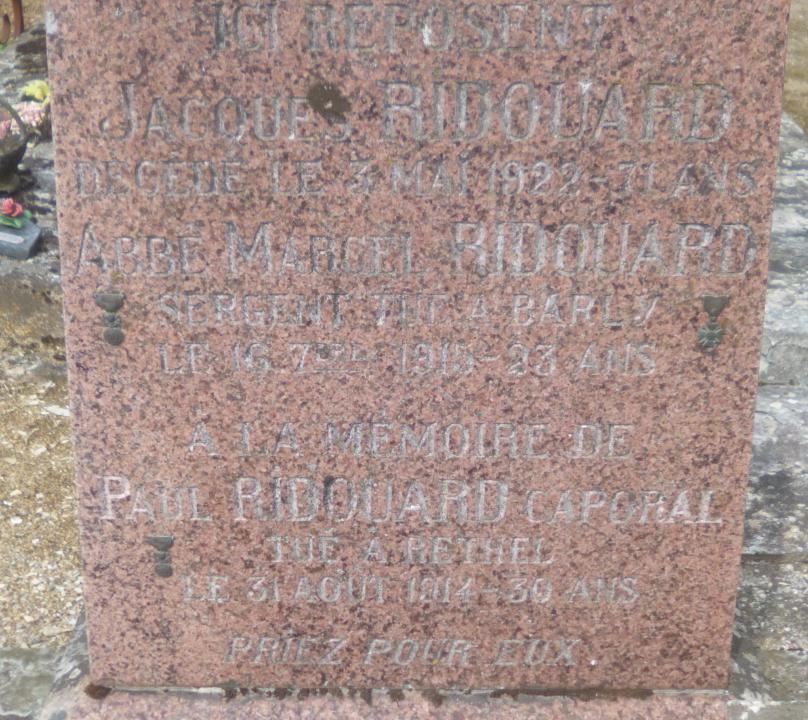 ICI REPOSENT
JACQUES RIDOUARD
DÉCÉDÉ LE 3 MAI 1922 - 71 ANS
ABBÉ MARCEL RIDOUARD
SERGENT TUÉ A BARLY
LE 16 7BRE 1915 - 23 ANS
A LA MÉMOIRE DE
PAUL RIDOUARD CAPORAL
TUÉ A RETHEL
LE 31 AOUT 1914 - 30 ANS
PRIEZ POUR EUX